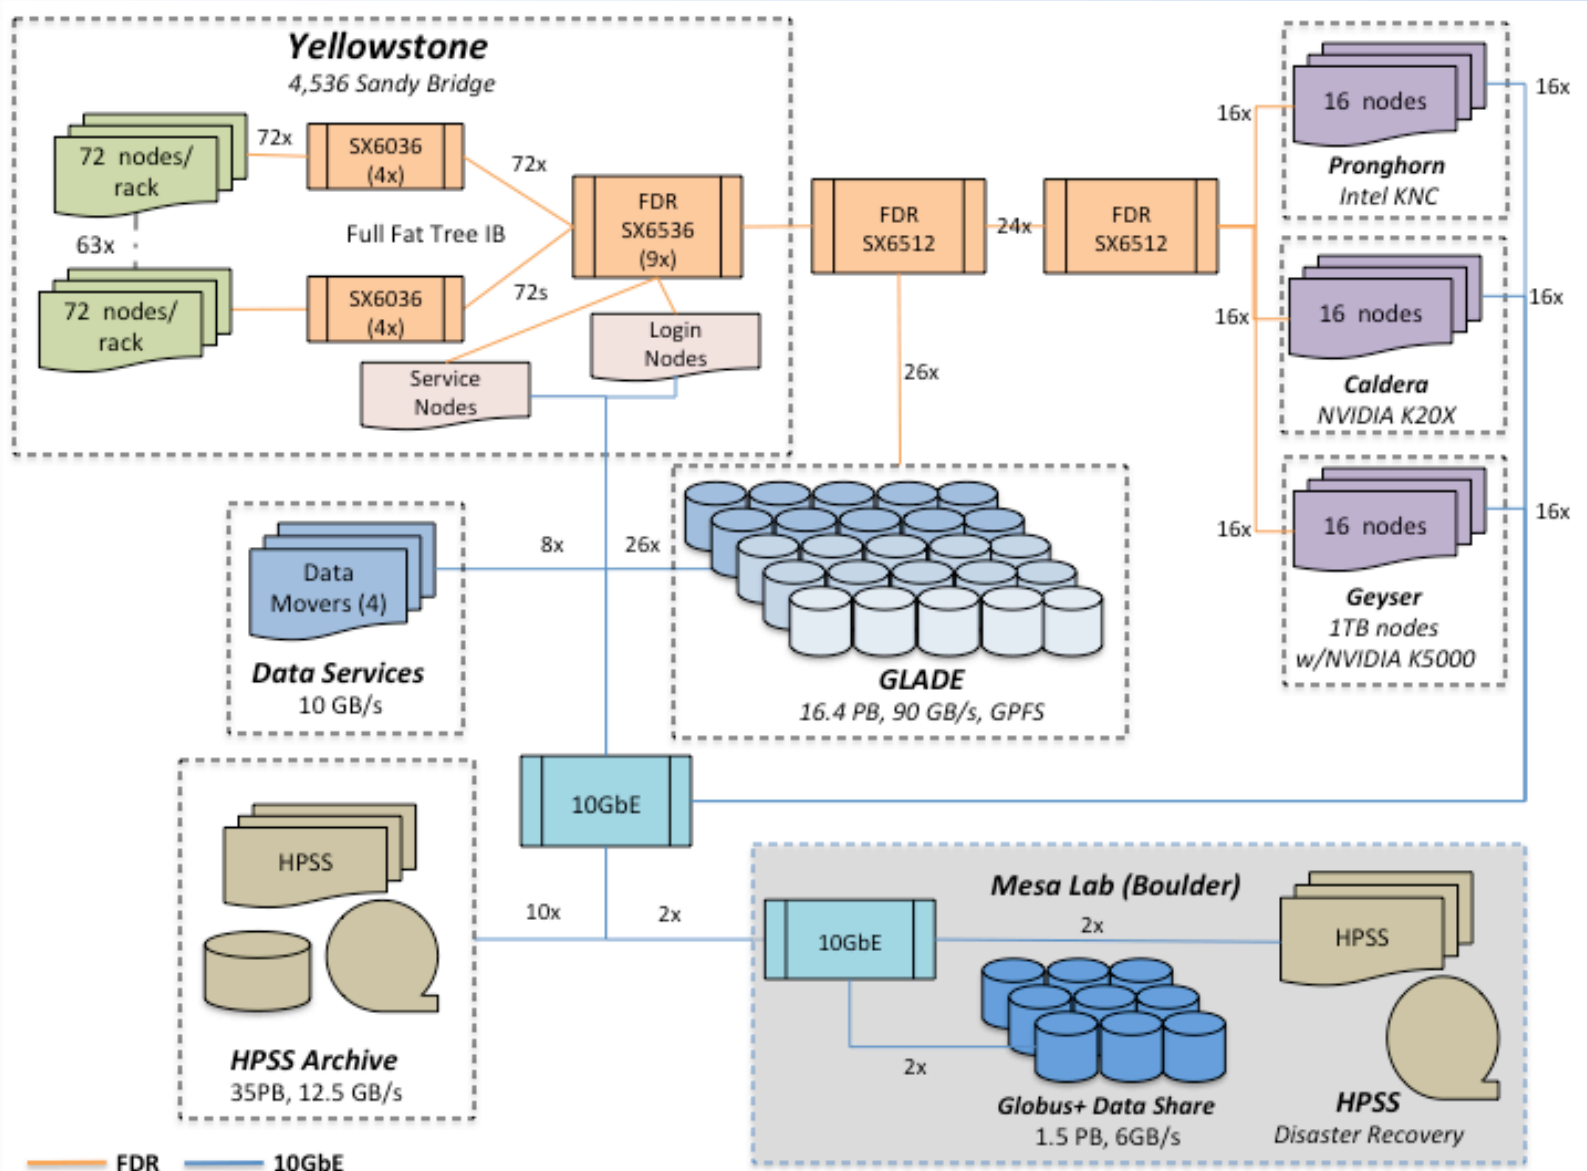 Yellowstone
4,536 Sandy Bridge
72 nodes/
rack
72x
SX6036
(4x)
72x
63x
Full Fat Tree IB
FDR
SX6536
(9x)
72 nodes/
rack
SX6036
(4x)
72s
Login
Nodes
Service
Nodes
FDR
SX6512
24x
FDR
SX6512
26x
16x
16 nodes
16x
Pronghorn
Intel KNC
16x
16 nodes
16x
Caldera
NVIDIA K20X
16x
16 nodes
16x
Geyser
1TB nodes
w/NVIDIA K5000
Data
Movers (4)
8x
26x
Data Services
10 GB/s
GLADE
16.4 PB, 90 GB/s, GPFS
10GbE
HPSS
10x
2x
HPSS Archive
35PB, 12.5 GB/s
Mesa Lab (Boulder)
10GbE
2x
HPSS
2x
Globus+ Data Share
1.5 PB, 6GB/s
HPSS
Disaster Recovery
FDR
10GbE